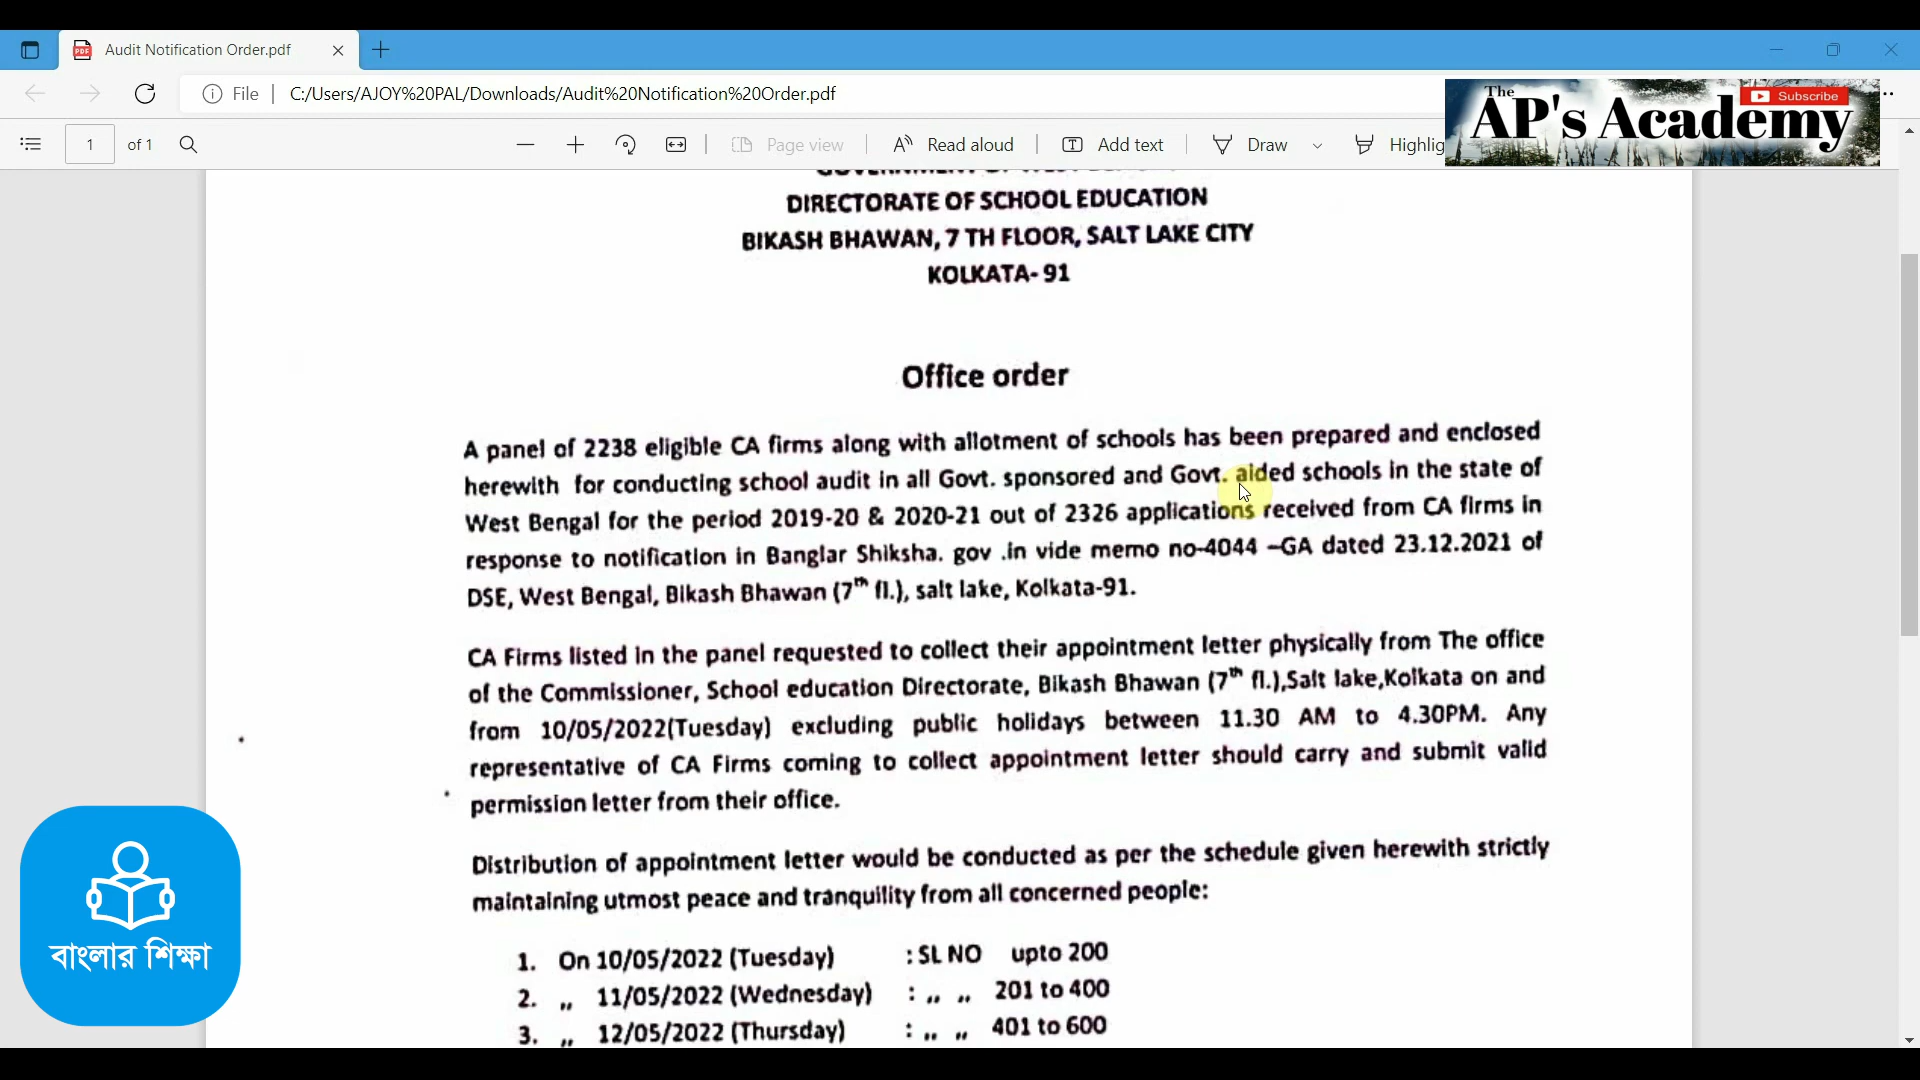 Audit Notification Order.pdf
File
C:/Users/AJOY%20PAL/Downloads/Audit%20Notification%20Order.pdf
The
AP's Academy
Subscribe
1 of 1
Page view
Read aloud
Add text
Draw
Highlig
DIRECTORATE OF SCHOOL EDUCATION
BIKASH BHAWAN, 7 TH FLOOR, SALT LAKE CITY
KOLKATA- 91
Office order
A panel of 2238 eligible CA firms along with allotment of schools has been prepared and enclosed
herewith for conducting school audit in all Govt. sponsored and Govt. aided schools in the state of
West Bengal for the period 2019-20 & 2020-21 out of 2326 applications received from CA firms in
response to notification in Banglar Shiksha. gov .in vide memo no-4044 –GA dated 23.12.2021 of
DSE, West Bengal, Bikash Bhawan (7th fl.), salt lake, Kolkata-91.
CA Firms listed in the panel requested to collect their appointment letter physically from The office
of the Commissioner, School education Directorate, Bikash Bhawan (7th fl.),Salt lake,Kolkata on and
from 10/05/2022(Tuesday) excluding public holidays between 11.30 AM to 4.30PM. Any
representative of CA Firms coming to collect appointment letter should carry and submit valid
permission letter from their office.
Distribution of appointment letter would be conducted as per the schedule given herewith strictly
maintaining utmost peace and tranquility from all concerned people:
1. On 10/05/2022 (Tuesday) : SL NO upto 200
2. „ 11/05/2022 (Wednesday) : „ „ 201 to 400
3. „ 12/05/2022 (Thursday) : „ „ 401 to 600
বাংলার শিক্ষা